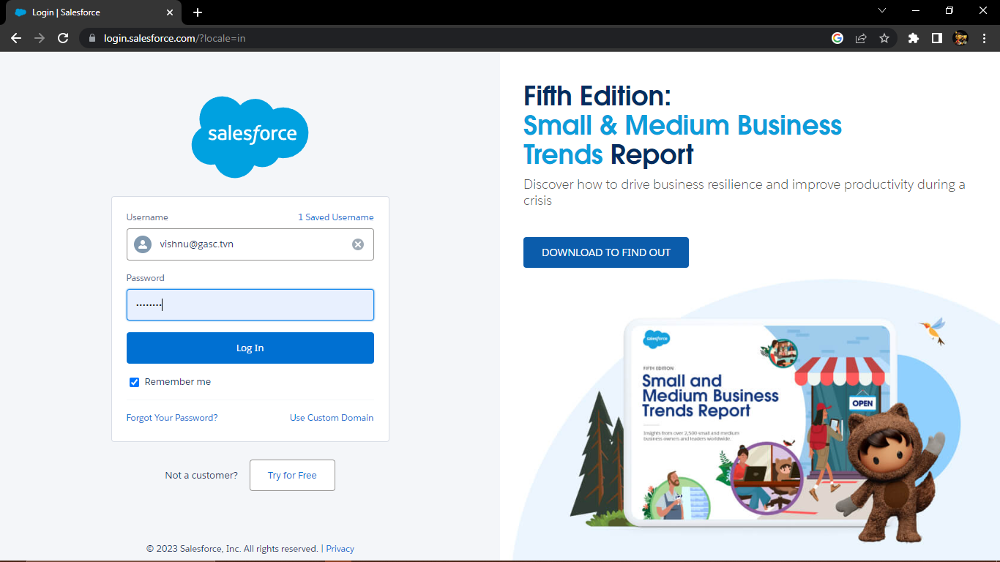 Login | Salesforce
login.salesforce.com/?locale=in
salesforce
Username
1 Saved Username
vishnu@gasc.tvn
Password
••••••••
Log In
Remember me
Forgot Your Password?
Use Custom Domain
Not a customer?
Try for Free
© 2023 Salesforce, Inc. All rights reserved. | Privacy
Fifth Edition:
Small & Medium Business
Trends Report
Discover how to drive business resilience and improve productivity during a
crisis
DOWNLOAD TO FIND OUT
salesforce
FIFTH EDITION
Small and
Medium Business
Trends Report
Insights from over 2,500 small and medium
business owners and leaders worldwide.
OPEN